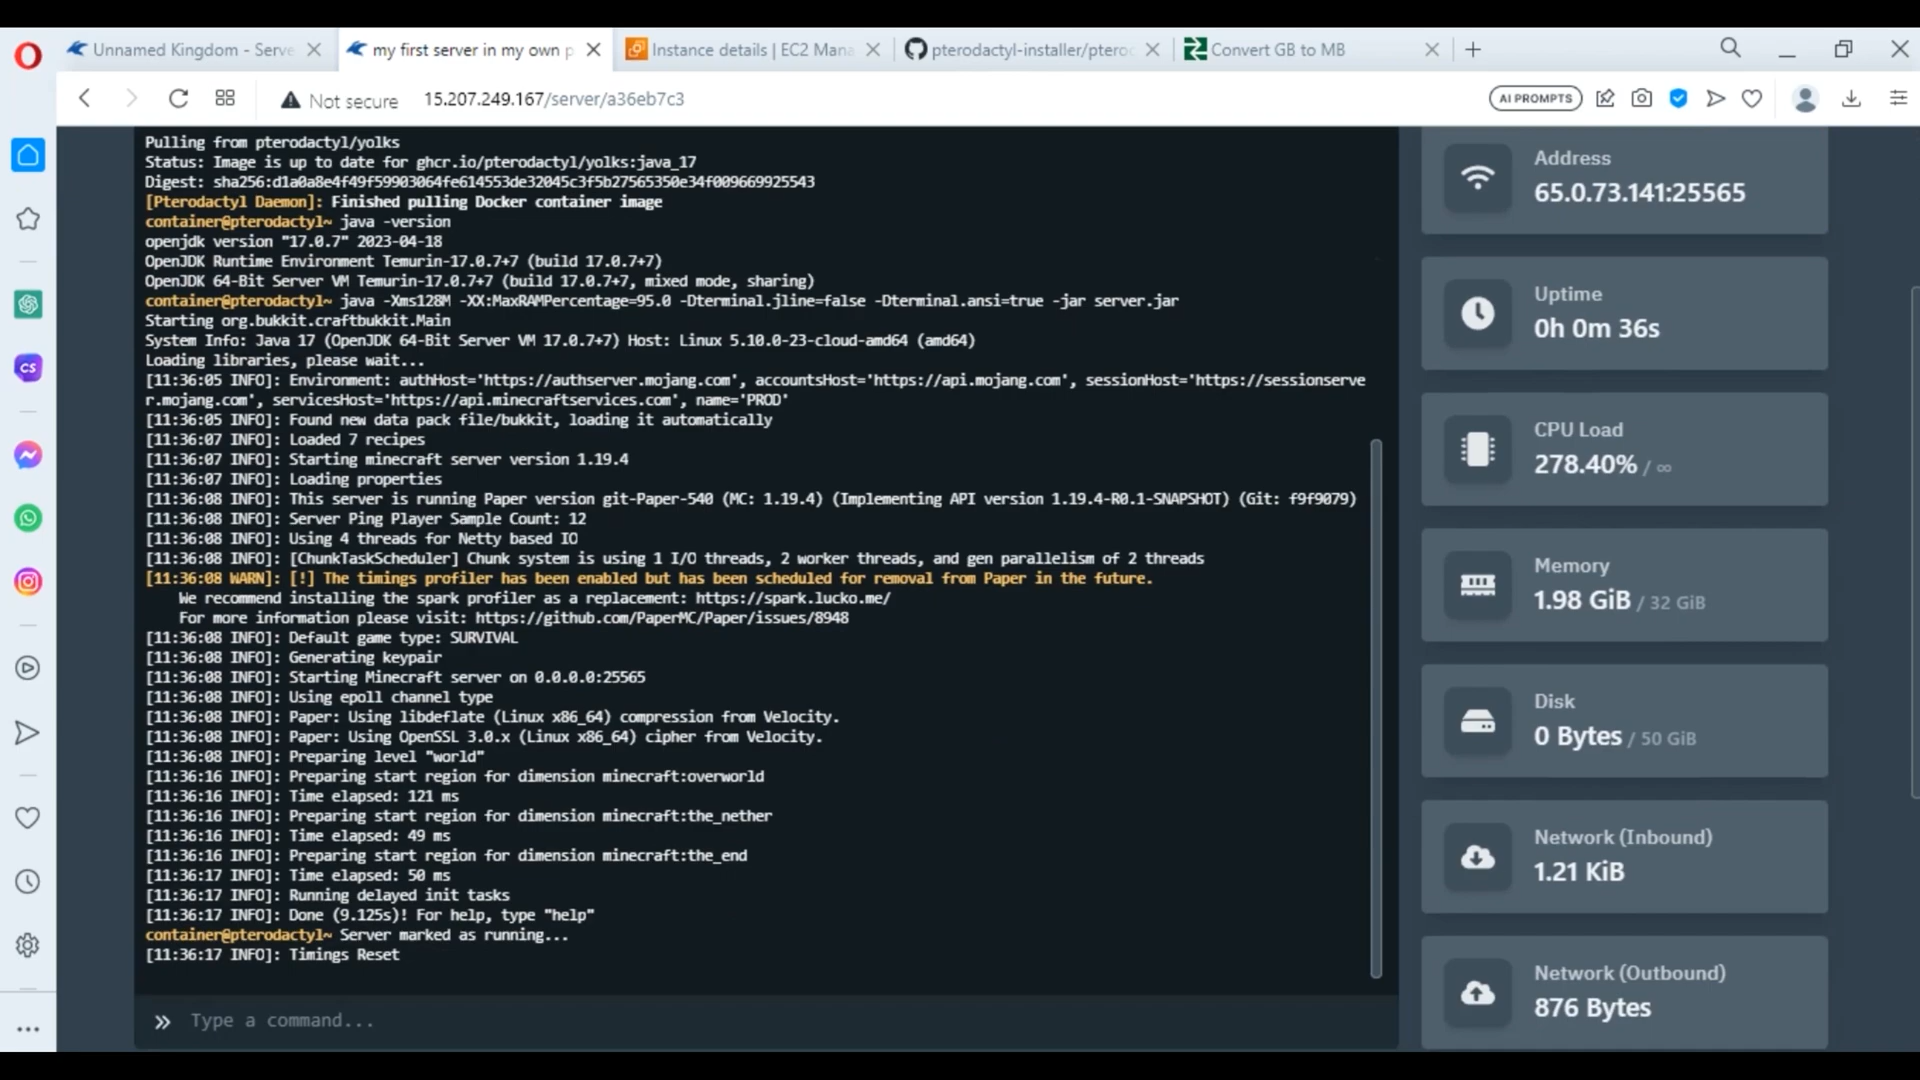 Unnamed Kingdom - Serve
my first server in my own p
Instance details | EC2 Mana
pterodactyl-installer/pteroc
Convert GB to MB
Not secure
15.207.249.167/server/a36eb7c3
AI PROMPTS
Pulling from pterodactyl/yolks
Status: Image is up to date for ghcr.io/pterodactyl/yolks:java_17
Digest: sha256:d1a0a8e4f49f59903064fe614553de32045c3f5b27565350e34f009669925543
[Pterodactyl Daemon]: Finished pulling Docker container image
container@pterodactyl~ java -version
openjdk version "17.0.7" 2023-04-18
OpenJDK Runtime Environment Temurin-17.0.7+7 (build 17.0.7+7)
OpenJDK 64-Bit Server VM Temurin-17.0.7+7 (build 17.0.7+7, mixed mode, sharing)
container@pterodactyl~ java -Xms128M -XX:MaxRAMPercentage=95.0 -Dterminal.jline=false -Dterminal.ansi=true -jar server.jar
Starting org.bukkit.craftbukkit.Main
System Info: Java 17 (OpenJDK 64-Bit Server VM 17.0.7+7) Host: Linux 5.10.0-23-cloud-amd64 (amd64)
Loading libraries, please wait...
[11:36:05 INFO]: Environment: authHost='https://authserver.mojang.com', accountsHost='https://api.mojang.com', sessionHost='https://sessionserve
r.mojang.com', servicesHost='https://api.minecraftservices.com', name='PROD'
[11:36:05 INFO]: Found new data pack file/bukkit, loading it automatically
[11:36:07 INFO]: Loaded 7 recipes
[11:36:07 INFO]: Starting minecraft server version 1.19.4
[11:36:07 INFO]: Loading properties
[11:36:08 INFO]: This server is running Paper version git-Paper-540 (MC: 1.19.4) (Implementing API version 1.19.4-R0.1-SNAPSHOT) (Git: f9f9079)
[11:36:08 INFO]: Server Ping Player Sample Count: 12
[11:36:08 INFO]: Using 4 threads for Netty based IO
[11:36:08 INFO]: [ChunkTaskScheduler] Chunk system is using 1 I/O threads, 2 worker threads, and gen parallelism of 2 threads
[11:36:08 WARN]: [!] The timings profiler has been enabled but has been scheduled for removal from Paper in the future.
We recommend installing the spark profiler as a replacement: https://spark.lucko.me/
For more information please visit: https://github.com/PaperMC/Paper/issues/8948
[11:36:08 INFO]: Default game type: SURVIVAL
[11:36:08 INFO]: Generating keypair
[11:36:08 INFO]: Starting Minecraft server on 0.0.0.0:25565
[11:36:08 INFO]: Using epoll channel type
[11:36:08 INFO]: Paper: Using libdeflate (Linux x86_64) compression from Velocity.
[11:36:08 INFO]: Paper: Using OpenSSL 3.0.x (Linux x86_64) cipher from Velocity.
[11:36:08 INFO]: Preparing level "world"
[11:36:16 INFO]: Preparing start region for dimension minecraft:overworld
[11:36:16 INFO]: Time elapsed: 121 ms
[11:36:16 INFO]: Preparing start region for dimension minecraft:the_nether
[11:36:16 INFO]: Time elapsed: 49 ms
[11:36:16 INFO]: Preparing start region for dimension minecraft:the_end
[11:36:17 INFO]: Time elapsed: 50 ms
[11:36:17 INFO]: Running delayed init tasks
[11:36:17 INFO]: Done (9.125s)! For help, type "help"
container@pterodactyl~ Server marked as running...
[11:36:17 INFO]: Timings Reset
» Type a command...
Address
65.0.73.141:25565
Uptime
0h 0m 36s
CPU Load
278.40% / ∞
Memory
1.98 GiB / 32 GiB
Disk
0 Bytes / 50 GiB
Network (Inbound)
1.21 KiB
Network (Outbound)
876 Bytes
CS